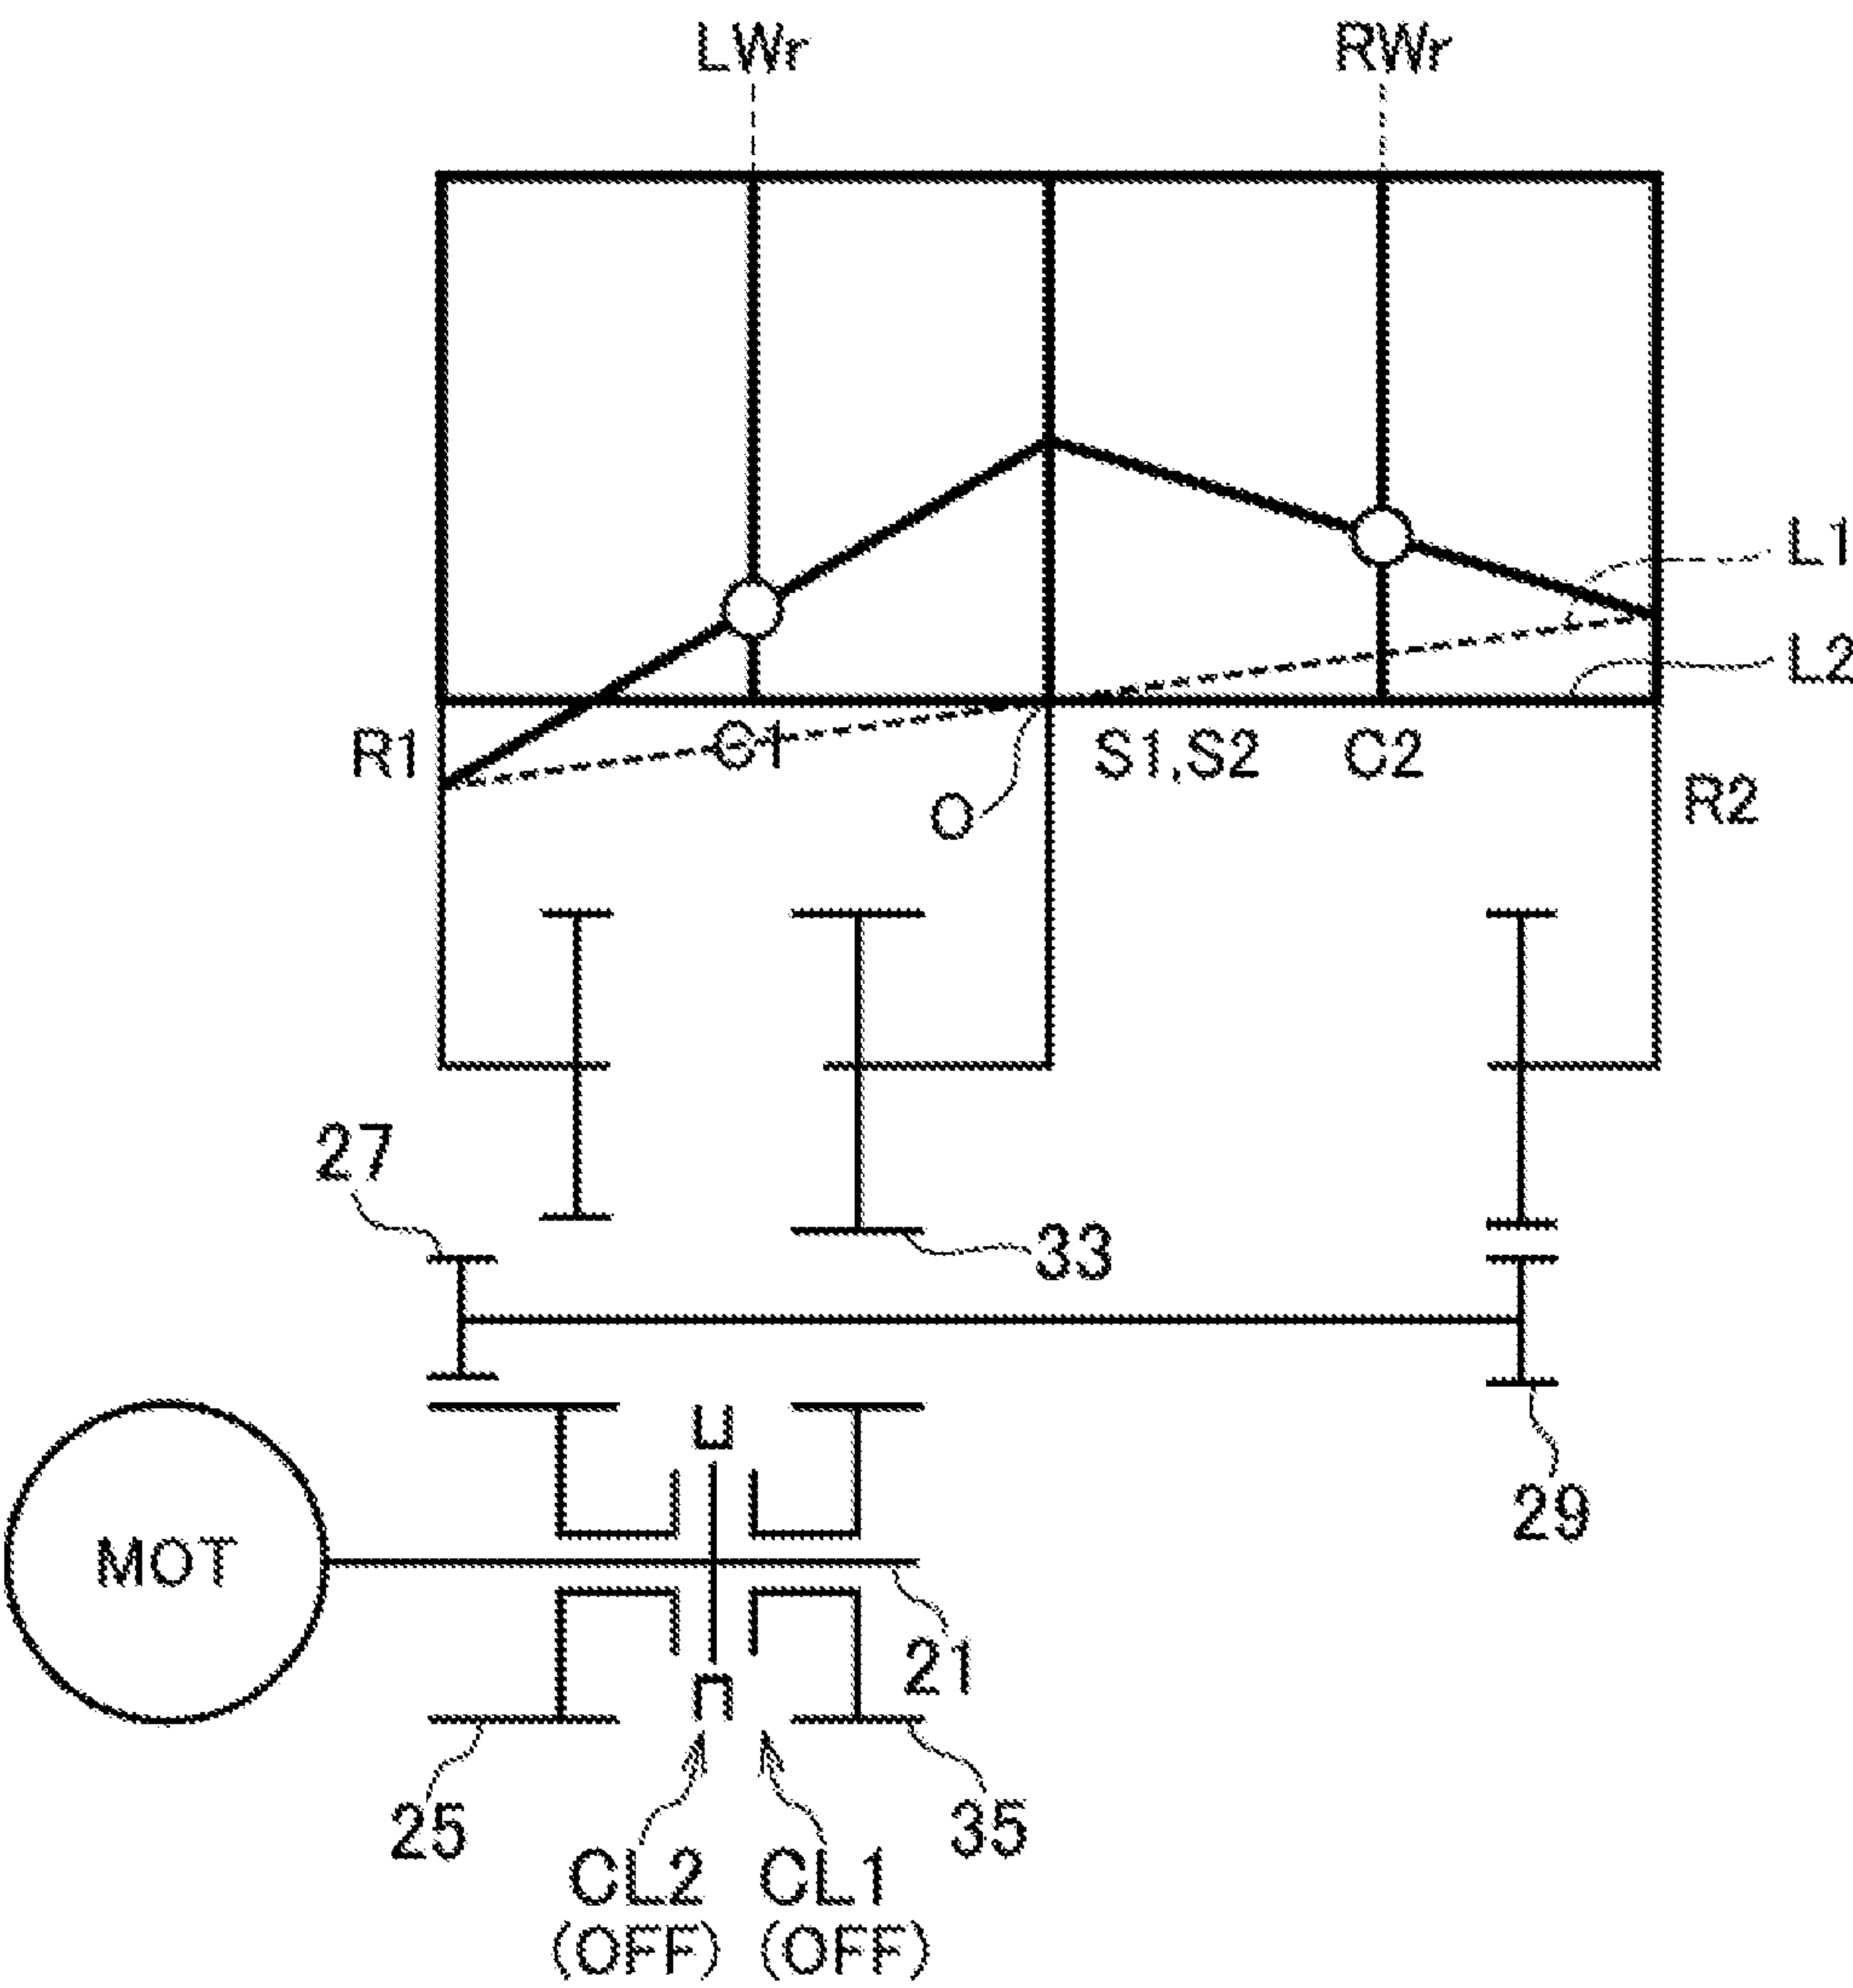 LWr RWr
L1
L2
R1 C1 S1,S2 C2
R2
O
27
33
29
MOT
21
25 35
CL2 CL1
(OFF) (OFF)